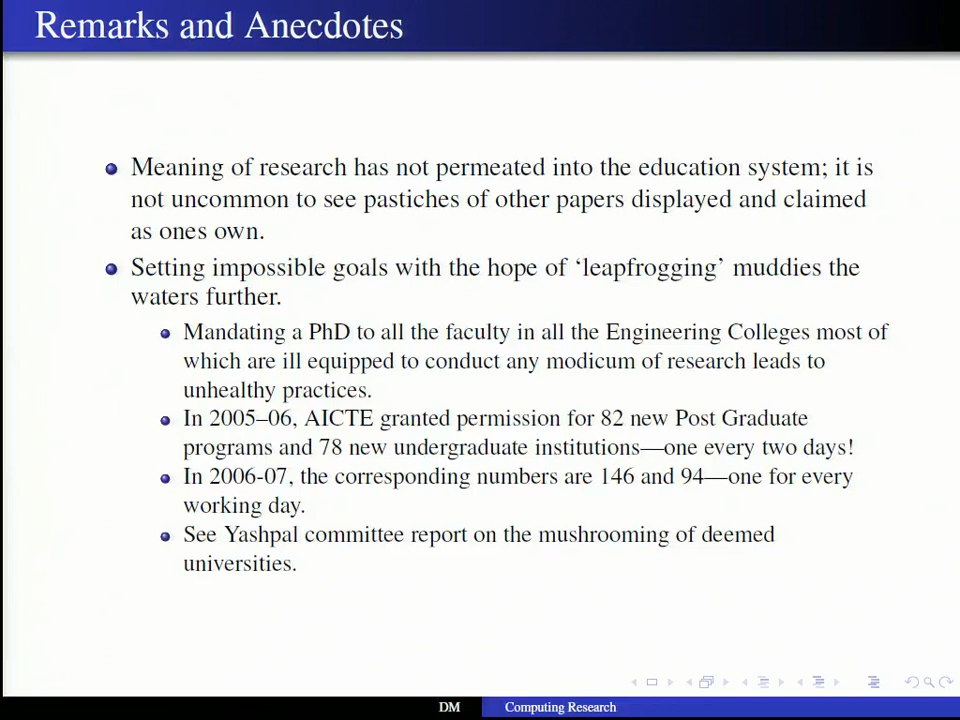 Remarks and Anecdotes
Meaning of research has not permeated into the education system; it is
not uncommon to see pastiches of other papers displayed and claimed
as ones own.
Setting impossible goals with the hope of ‘leapfrogging’ muddies the
waters further.
Mandating a PhD to all the faculty in all the Engineering Colleges most of
which are ill equipped to conduct any modicum of research leads to
unhealthy practices.
In 2005–06, AICTE granted permission for 82 new Post Graduate
programs and 78 new undergraduate institutions—one every two days!
In 2006-07, the corresponding numbers are 146 and 94—one for every
working day.
See Yashpal committee report on the mushrooming of deemed
universities.
DM
Computing Research